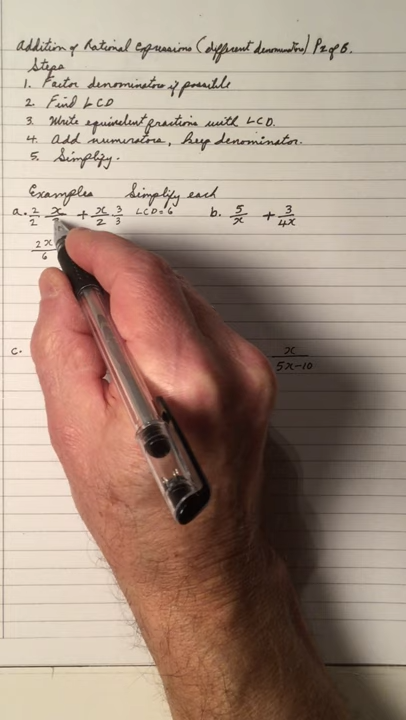 Addition of Rational Expressions (different denominators) P2 of 6.
Steps
1. Factor denominators if possible
2. Find LCD
3. Write equivalent fractions with LCD.
4. Add numerators, keep denominator.
5. Simplify.
Examples Simplify each
a. 2/2 x/ + x/2 3/3 LCD=6 b. 5/x + 3/4x
2x/6
c. x/5x-10